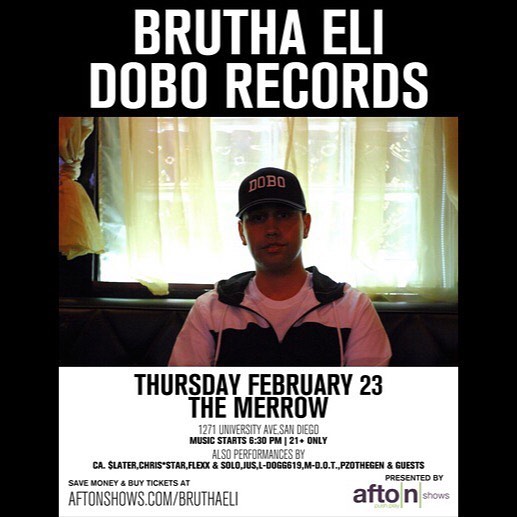 BRUTHA ELI
DOBO RECORDS
DOBO
THURSDAY FEBRUARY 23
THE MERROW
1271 UNIVERSITY AVE,SAN DIEGO
MUSIC STARTS 6:30 PM | 21+ ONLY
ALSO PERFORMANCES BY
CA. $LATER,CHRIS*STAR,FLEXX & SOLO,IUS,L-DOGG619,M-D.O.T.,PZOTHEGEN & GUESTS
SAVE MONEY & BUY TICKETS AT
AFTONSHOWS.COM/BRUTHAELI
PRESENTED BY
afto|n| shows